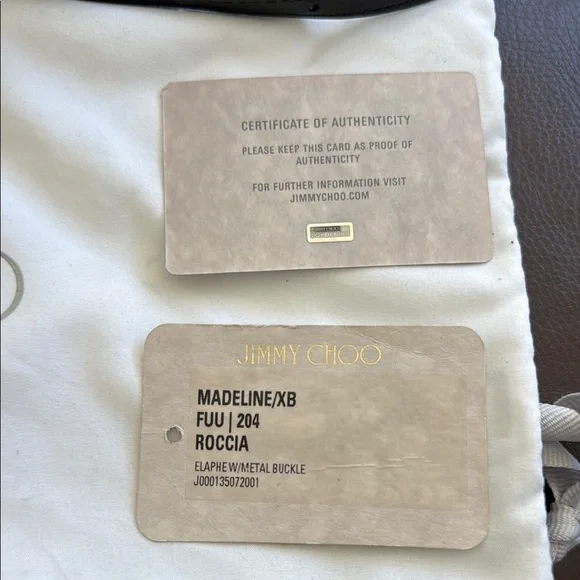 CERTIFICATE OF AUTHENTICITY
PLEASE KEEP THIS CARD AS PROOF OF
AUTHENTICITY
FOR FURTHER INFORMATION VISIT
JIMMYCHOO.COM
JIMMY CHOO
MADELINE/XB
FUU | 204
ROCCIA
ELAPHE W/METAL BUCKLE
J000135072001